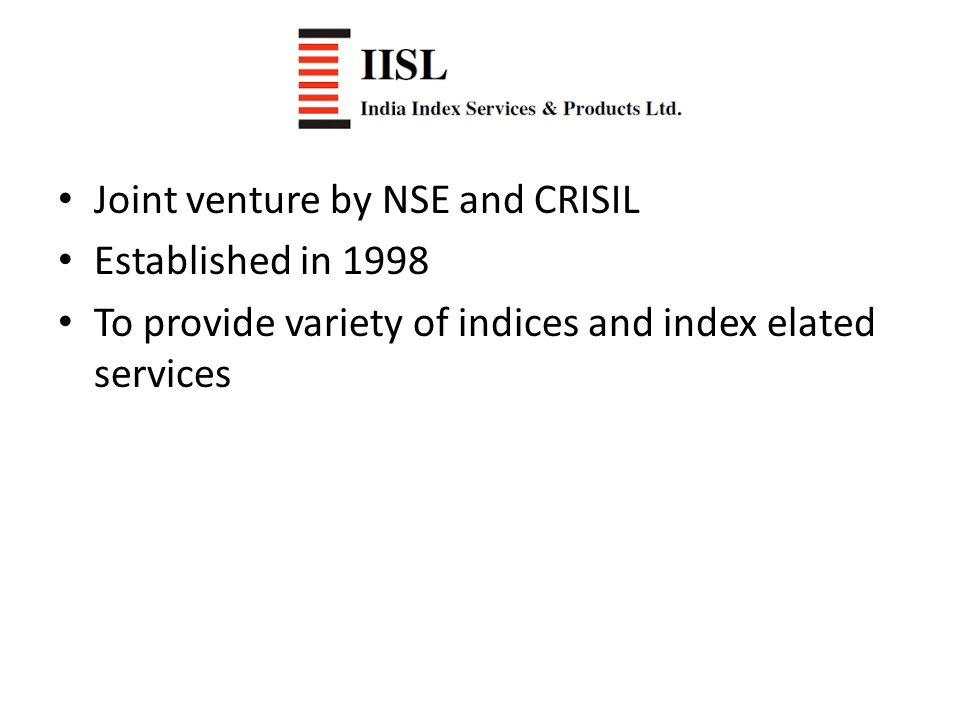 IISL
India Index Services & Products Ltd.
• Joint venture by NSE and CRISIL
• Established in 1998
• To provide variety of indices and index elated
services